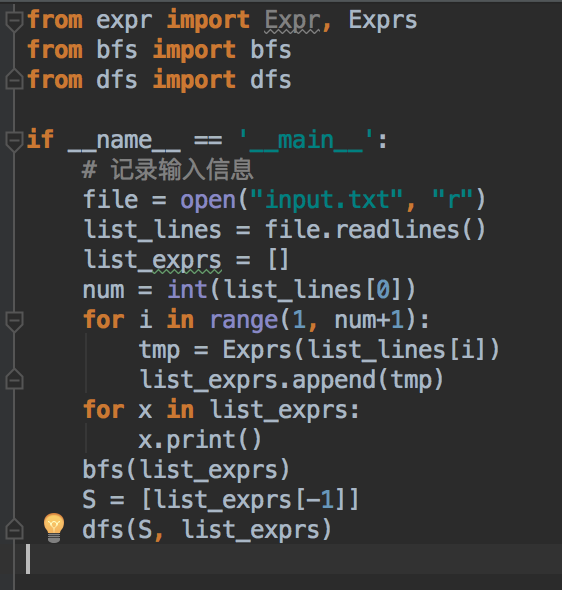 from expr import Expr, Exprs
from bfs import bfs
from dfs import dfs
if __name__ == '__main__':
# 记录输入信息
file = open("input.txt", "r")
list_lines = file.readlines()
list_exprs = []
num = int(list_lines[0])
for i in range(1, num+1):
tmp = Exprs(list_lines[i])
list_exprs.append(tmp)
for x in list_exprs:
x.print()
bfs(list_exprs)
S = [list_exprs[-1]]
dfs(S, list_exprs)